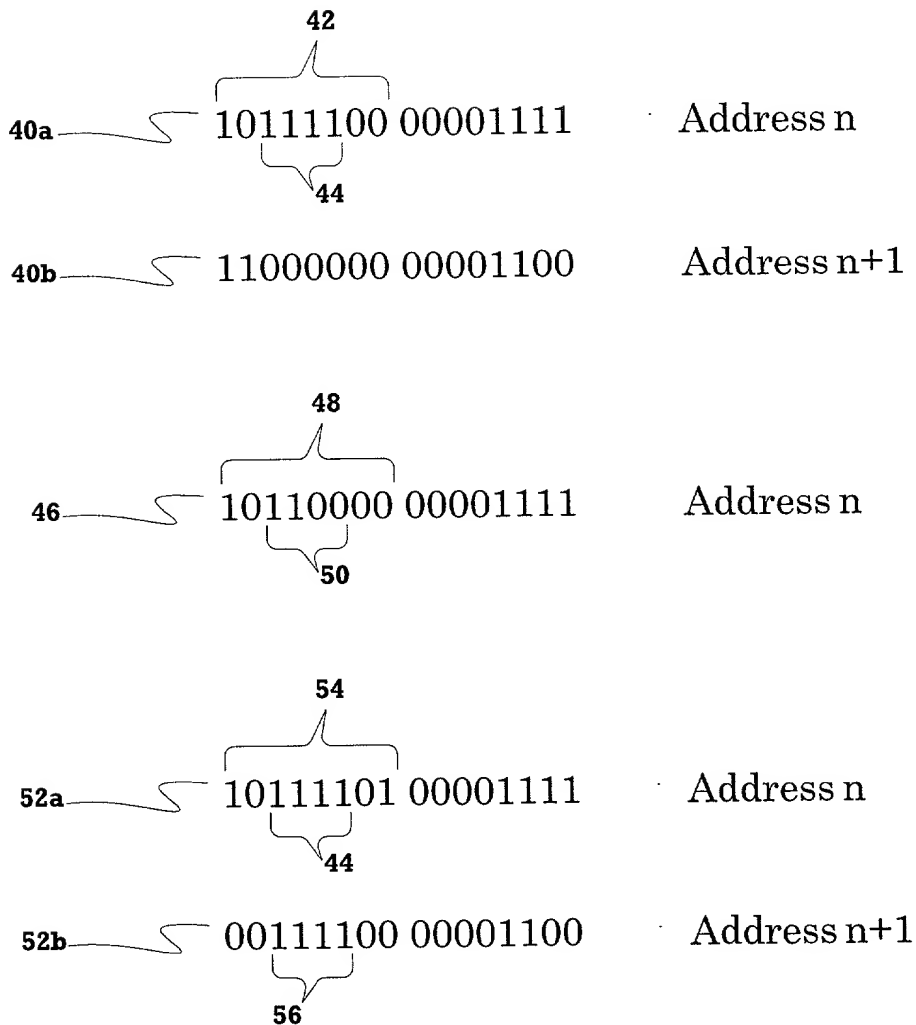 42
40a 10111100 00001111 Address n
44
40b 11000000 00001100 Address n+1
48
46 10110000 00001111 Address n
50
54
52a 10111101 00001111 Address n
44
52b 00111100 00001100 Address n+1
56